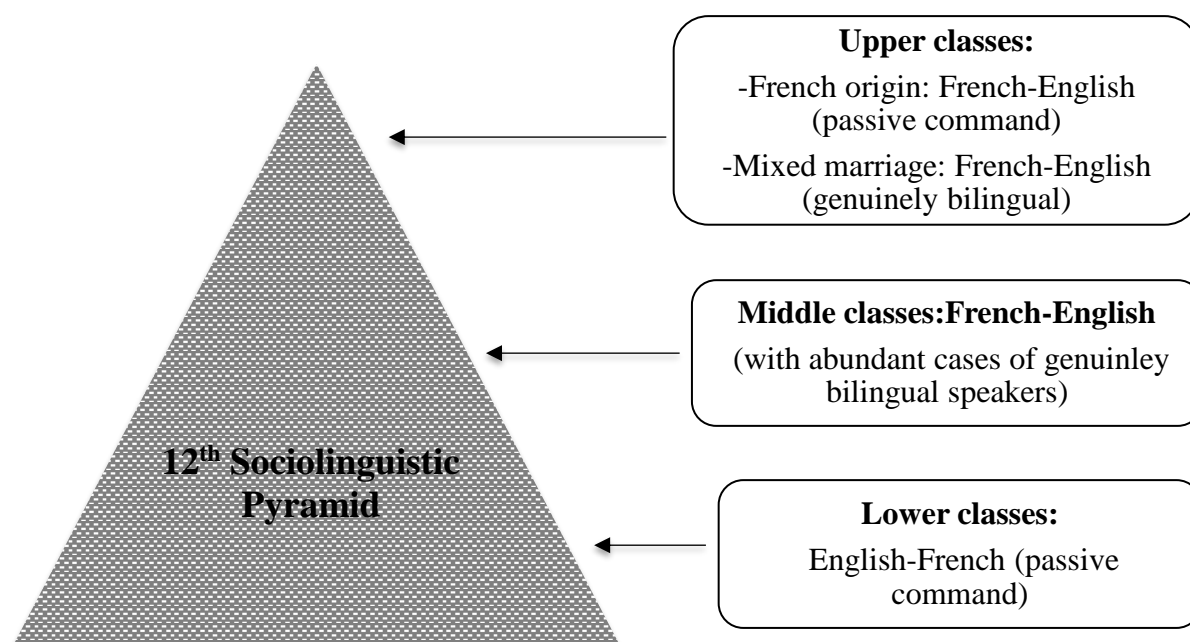 Upper classes:
-French origin: French-English
(passive command)
-Mixed marriage: French-English
(genuinely bilingual)
Middle classes:French-English
(with abundant cases of genuinley
bilingual speakers)
12th Sociolinguistic
Pyramid
Lower classes:
English-French (passive
command)